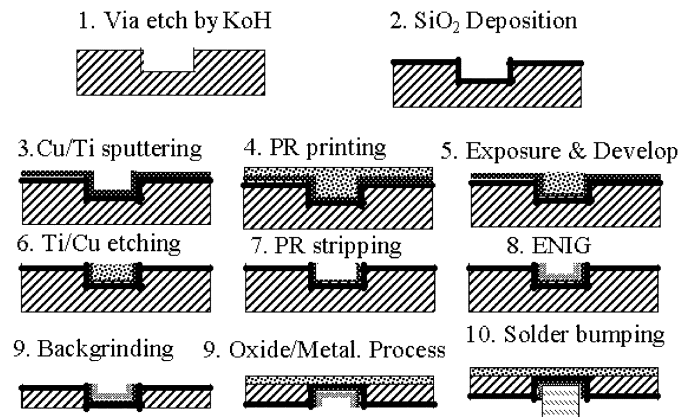 1. Via etch by KoH
2. SiO₂ Deposition
3.Cu/Ti sputtering
4. PR printing
5. Exposure & Develop
6. Ti/Cu etching
7. PR stripping
8. ENIG
9. Backgrinding
9. Oxide/Metal. Process
10. Solder bumping